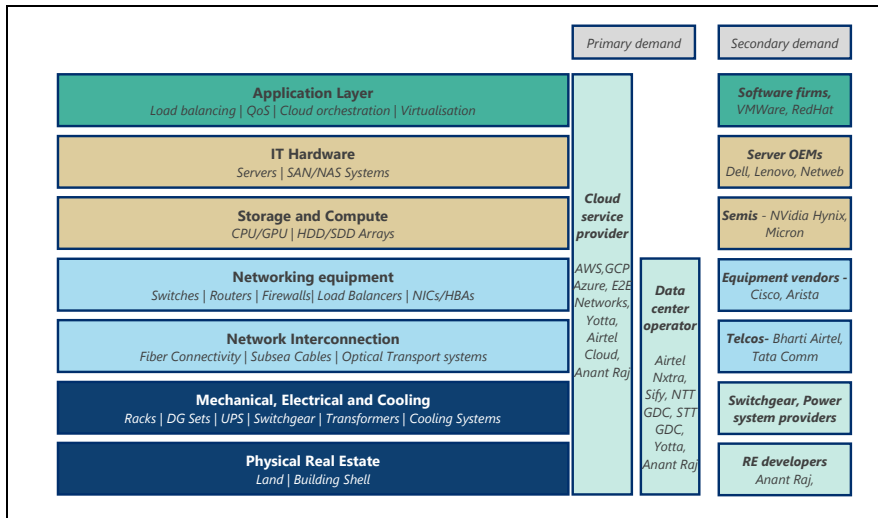 Primary demand
Secondary demand
Application Layer
Load balancing | QoS | Cloud orchestration | Virtualisation
IT Hardware
Servers | SAN/NAS Systems
Storage and Compute
CPU/GPU | HDD/SDD Arrays
Networking equipment
Switches | Routers | Firewalls| Load Balancers | NICs/HBAs
Network Interconnection
Fiber Connectivity | Subsea Cables | Optical Transport systems
Mechanical, Electrical and Cooling
Racks | DG Sets | UPS | Switchgear | Transformers | Cooling Systems
Physical Real Estate
Land | Building Shell
Cloud
service
provider
AWS,GCP
Azure, E2E
Networks,
Yotta,
Airtel
Cloud,
Anant Raj
Data
center
operator
Airtel
Nxtra,
Sify, NTT
GDC, STT
GDC,
Yotta,
Anant Raj
Software firms,
VMWare, RedHat
Server OEMs
Dell, Lenovo, Netweb
Semis - NVidia Hynix,
Micron
Equipment vendors -
Cisco, Arista
Telcos- Bharti Airtel,
Tata Comm
Switchgear, Power
system providers
RE developers
Anant Raj,